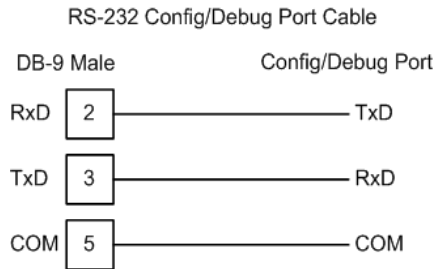 RS-232 Config/Debug Port Cable
DB-9 Male Config/Debug Port
RxD 2 TxD
TxD 3 RxD
COM 5 COM